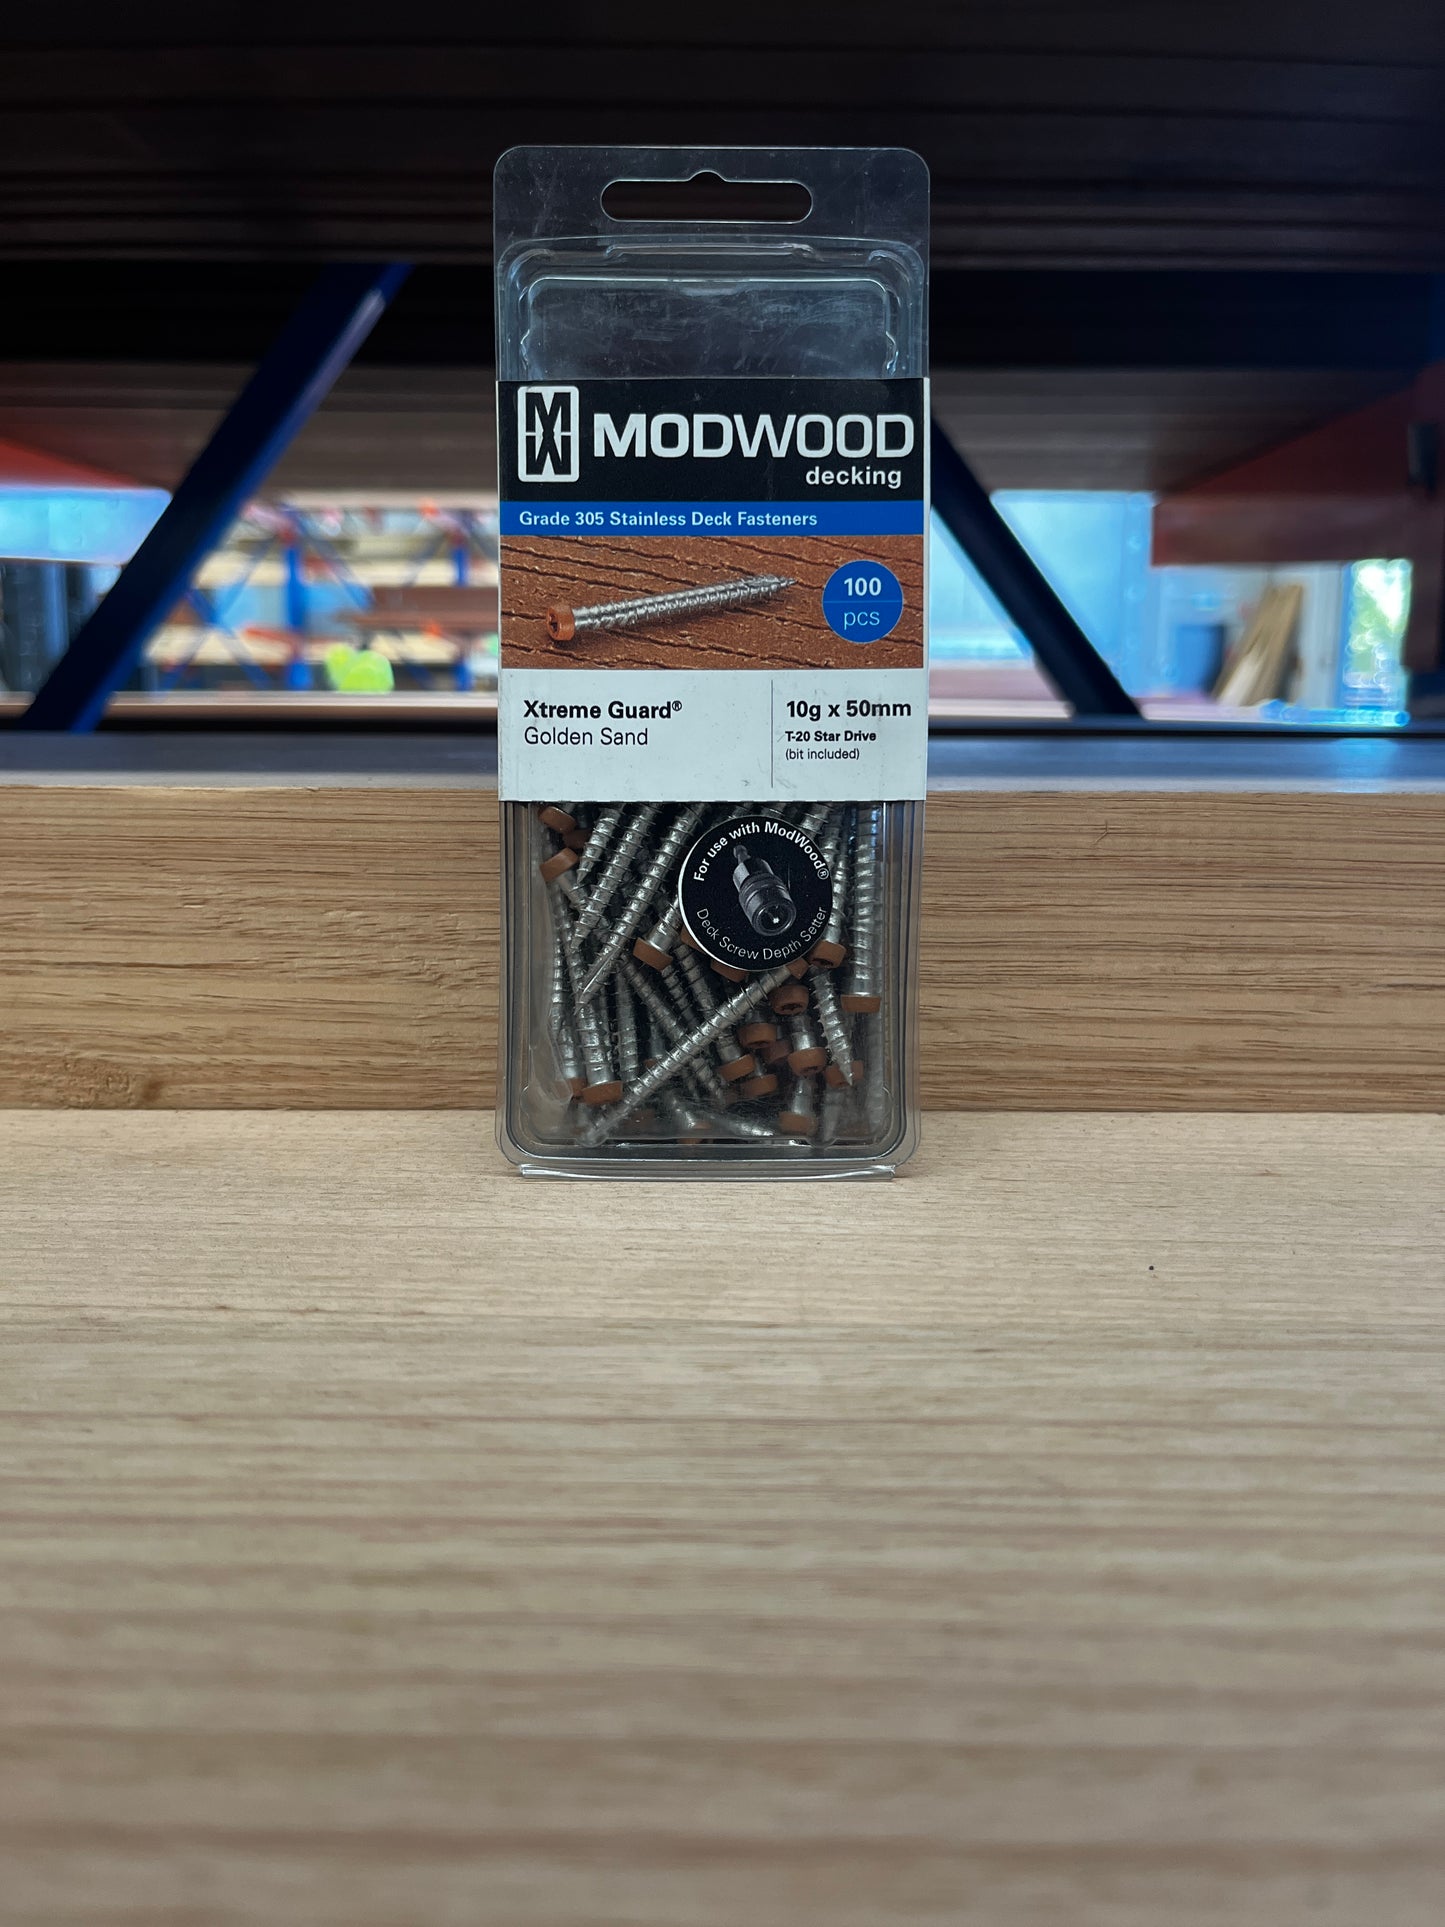 MW
MODWOOD
decking
Grade 305 Stainless Deck Fasteners
100
pcs
Xtreme Guard®
Golden Sand
10g x 50mm
T-20 Star Drive
(bit included)
For use with ModWood®
Deck Screw Depth Setter